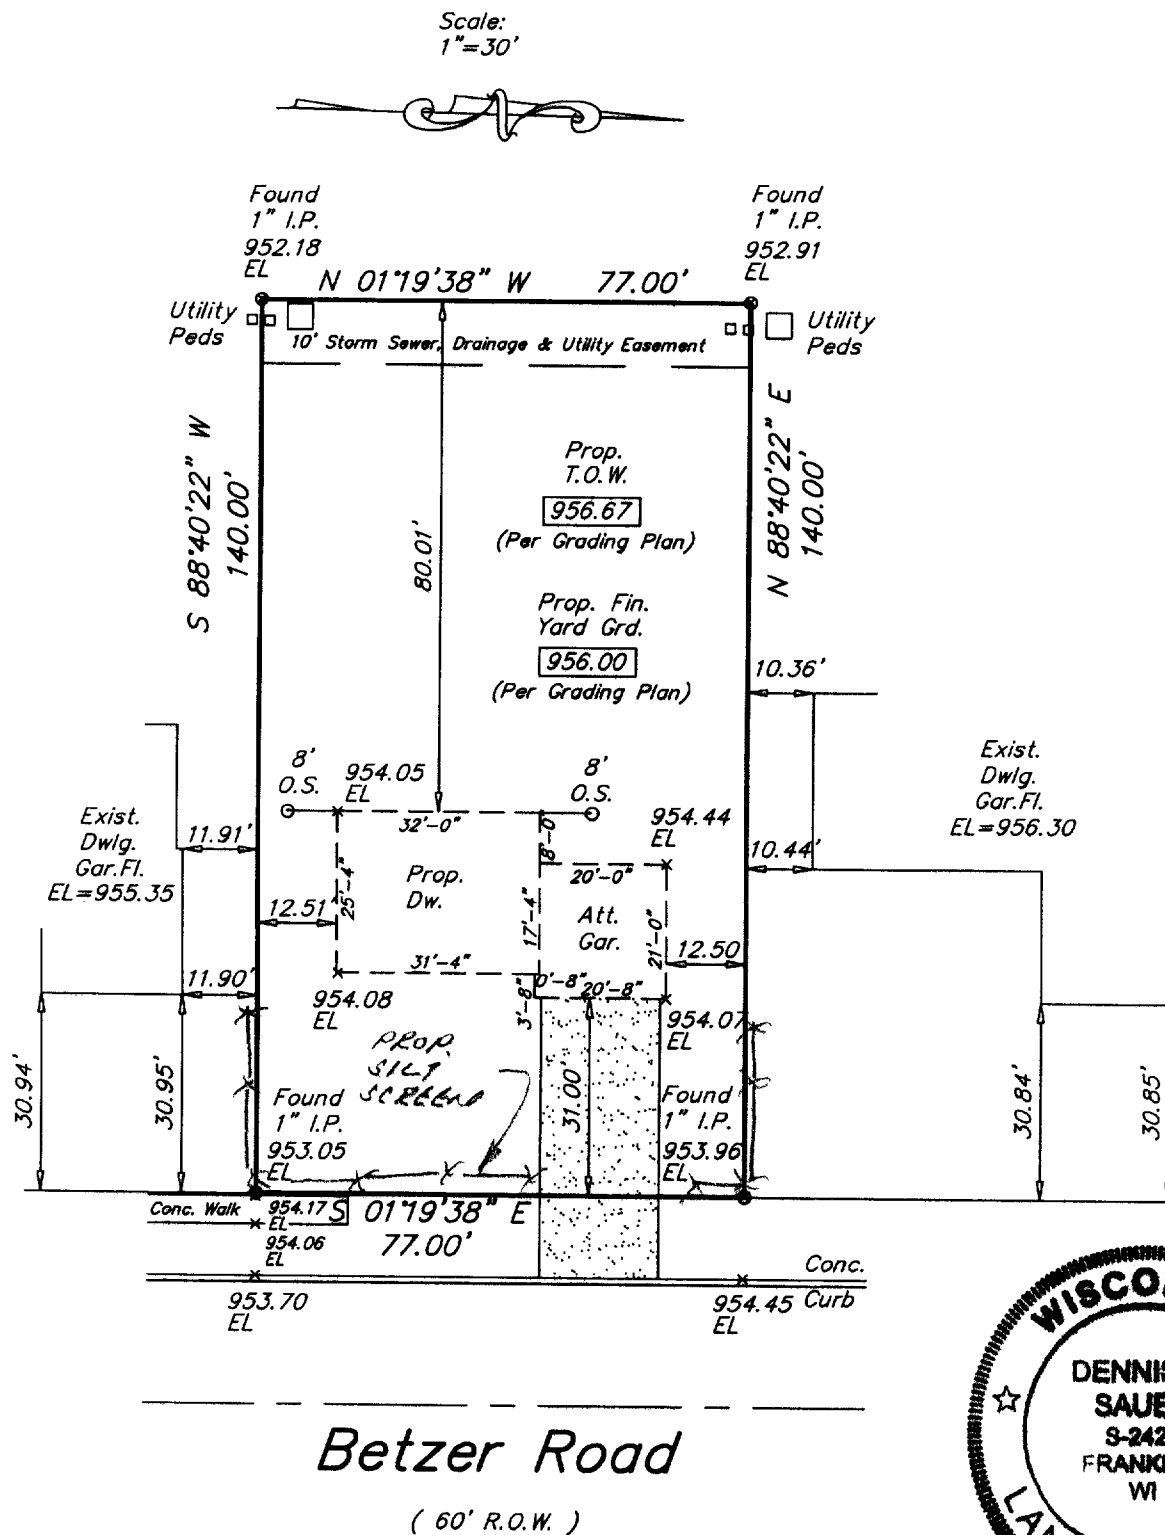 Scale:
1"=30'
Found
1" I.P.
952.18
EL
Found
1" I.P.
952.91
EL
N 01°19'38" W 77.00'
Utility
Peds
Utility
Peds
10' Storm Sewer, Drainage & Utility Easement
S 88°40'22" W
140.00'
N 88°40'22" E
140.00'
80.01'
Prop.
T.O.W.
956.67
(Per Grading Plan)
Prop. Fin.
Yard Grd.
956.00
(Per Grading Plan)
10.36'
8'
O.S.
954.05
EL
8'
O.S.
954.44
EL
Exist.
Dwlg.
Gar.Fl.
EL=956.30
Exist.
Dwlg.
Gar.Fl.
EL=955.35
11.91'
32'-0"
8'-0
10.44'
25'-4"
Prop.
Dw.
20'-0"
17'-4"
Att.
Gar.
21'-0"
12.51
12.50
31'-4"
11.90'
0'-8"
20'-8"
3'-8"
954.08
EL
954.07
EL
PROP.
SILT
SCREEN
30.94'
30.95'
31.00'
30.84'
30.85'
Found
1" I.P.
953.05
EL
Found
1" I.P.
953.96
EL
Conc. Walk
954.17
EL
S 01°19'38" E
77.00'
954.06
EL
Conc.
Curb
953.70
EL
954.45
EL
Betzer Road
( 60' R.O.W. )
WISCO
DENNIS
SAUE
S-242
FRANK
WI
LAN